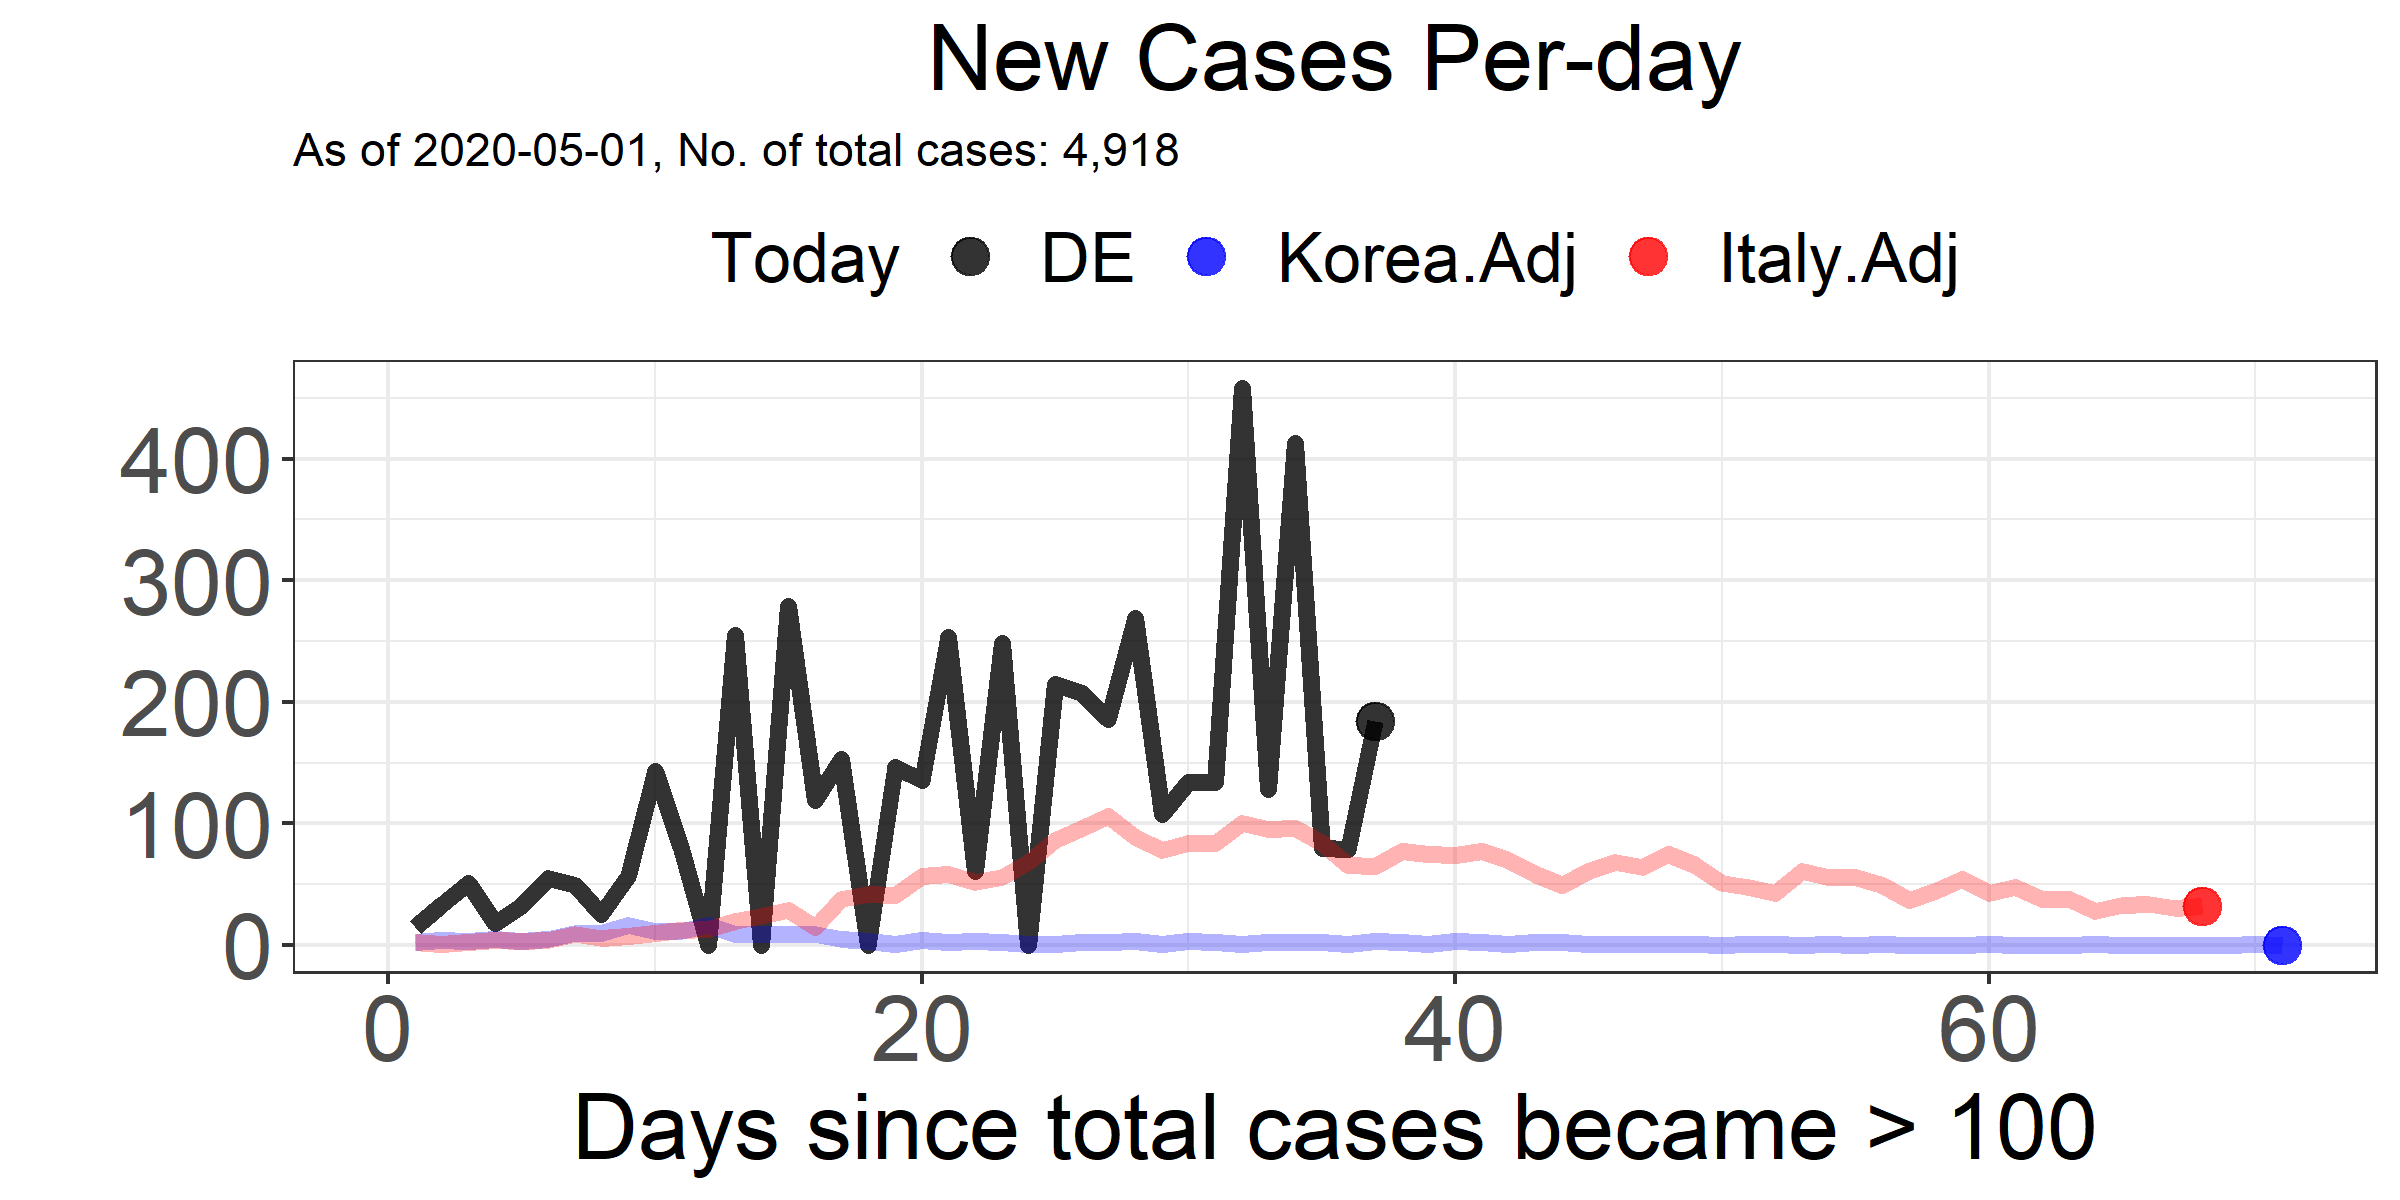 New Cases Per-day
As of 2020-05-01, No. of total cases: 4,918
Today DE Korea.Adj Italy.Adj
400
300
200
100
0
0 20 40 60
Days since total cases became > 100